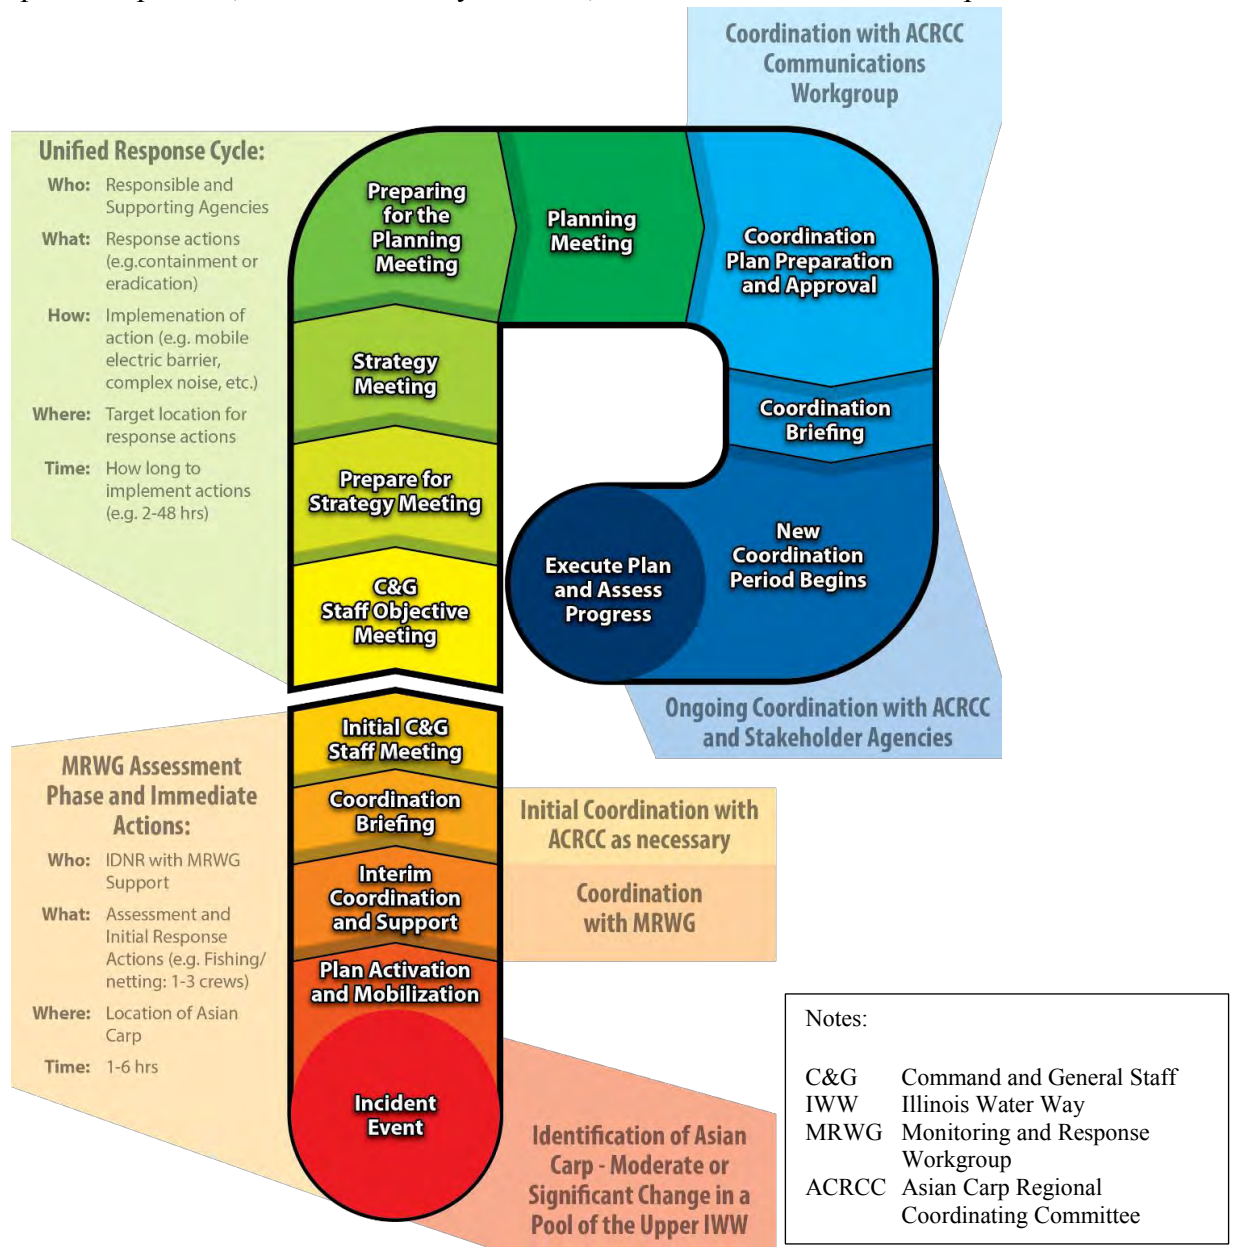 Coordination with ACRCC
Communications
Workgroup
Unified Response Cycle:
Who: Responsible and
Supporting Agencies
What: Response actions
(e.g.containment or
eradication)
How: Implemenation of
action (e.g. mobile
electric barrier,
complex noise, etc.)
Where: Target location for
response actions
Time: How long to
implement actions
(e.g. 2-48 hrs)
Preparing
for the
Planning
Meeting
Planning
Meeting
Coordination
Plan Preparation
and Approval
Strategy
Meeting
Coordination
Briefing
Prepare for
Strategy Meeting
New
Coordination
Period Begins
Execute Plan
and Assess
Progress
C&G
Staff Objective
Meeting
Ongoing Coordination with ACRCC
and Stakeholder Agencies
Initial C&G
Staff Meeting
MRWG Assessment
Phase and Immediate
Actions:
Who: IDNR with MRWG
Support
What: Assessment and
Initial Response
Actions (e.g. Fishing/
netting: 1-3 crews)
Where: Location of Asian
Carp
Time: 1-6 hrs
Coordination
Briefing
Initial Coordination with
ACRCC as necessary
Interim
Coordination
and Support
Coordination
with MRWG
Plan Activation
and Mobilization
Incident
Event
Identification of Asian
Carp - Moderate or
Significant Change in a
Pool of the Upper IWW
Notes:
C&G Command and General Staff
IWW Illinois Water Way
MRWG Monitoring and Response
Workgroup
ACRCC Asian Carp Regional
Coordinating Committee